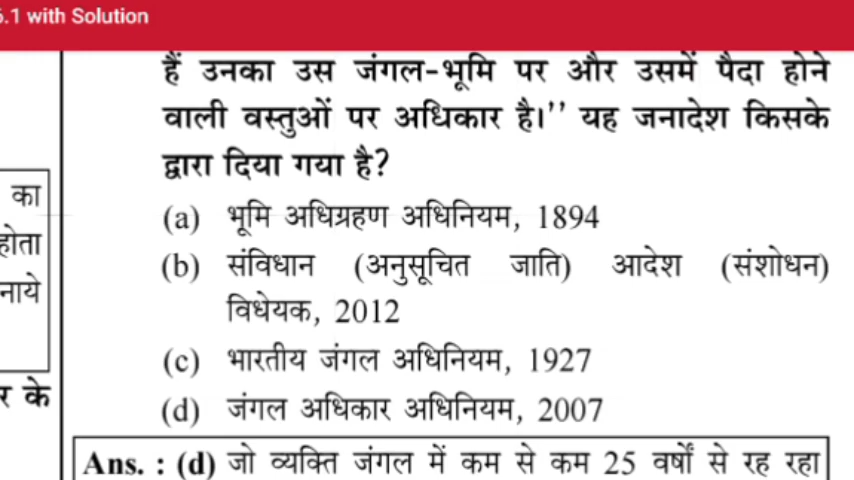 6.1 with Solution
हैं उनका उस जंगल-भूमि पर और उसमें पैदा होने
वाली वस्तुओं पर अधिकार है।'' यह जनादेश किसके
द्वारा दिया गया है?
(a) भूमि अधिग्रहण अधिनियम, 1894
(b) संविधान (अनुसूचित जाति) आदेश (संशोधन)
विधेयक, 2012
(c) भारतीय जंगल अधिनियम, 1927
(d) जंगल अधिकार अधिनियम, 2007
Ans. : (d) जो व्यक्ति जंगल में कम से कम 25 वर्षों से रह रहा
का
होता
नाये
र के